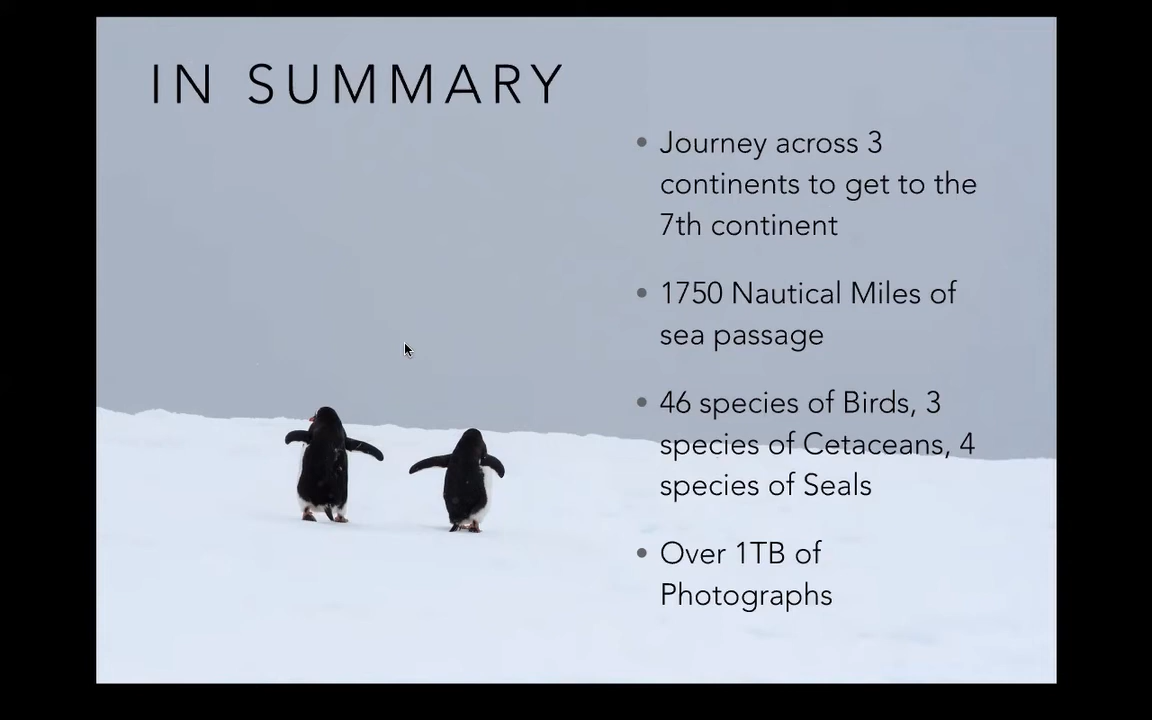 IN SUMMARY
• Journey across 3
continents to get to the
7th continent
• 1750 Nautical Miles of
sea passage
• 46 species of Birds, 3
species of Cetaceans, 4
species of Seals
• Over 1TB of
Photographs